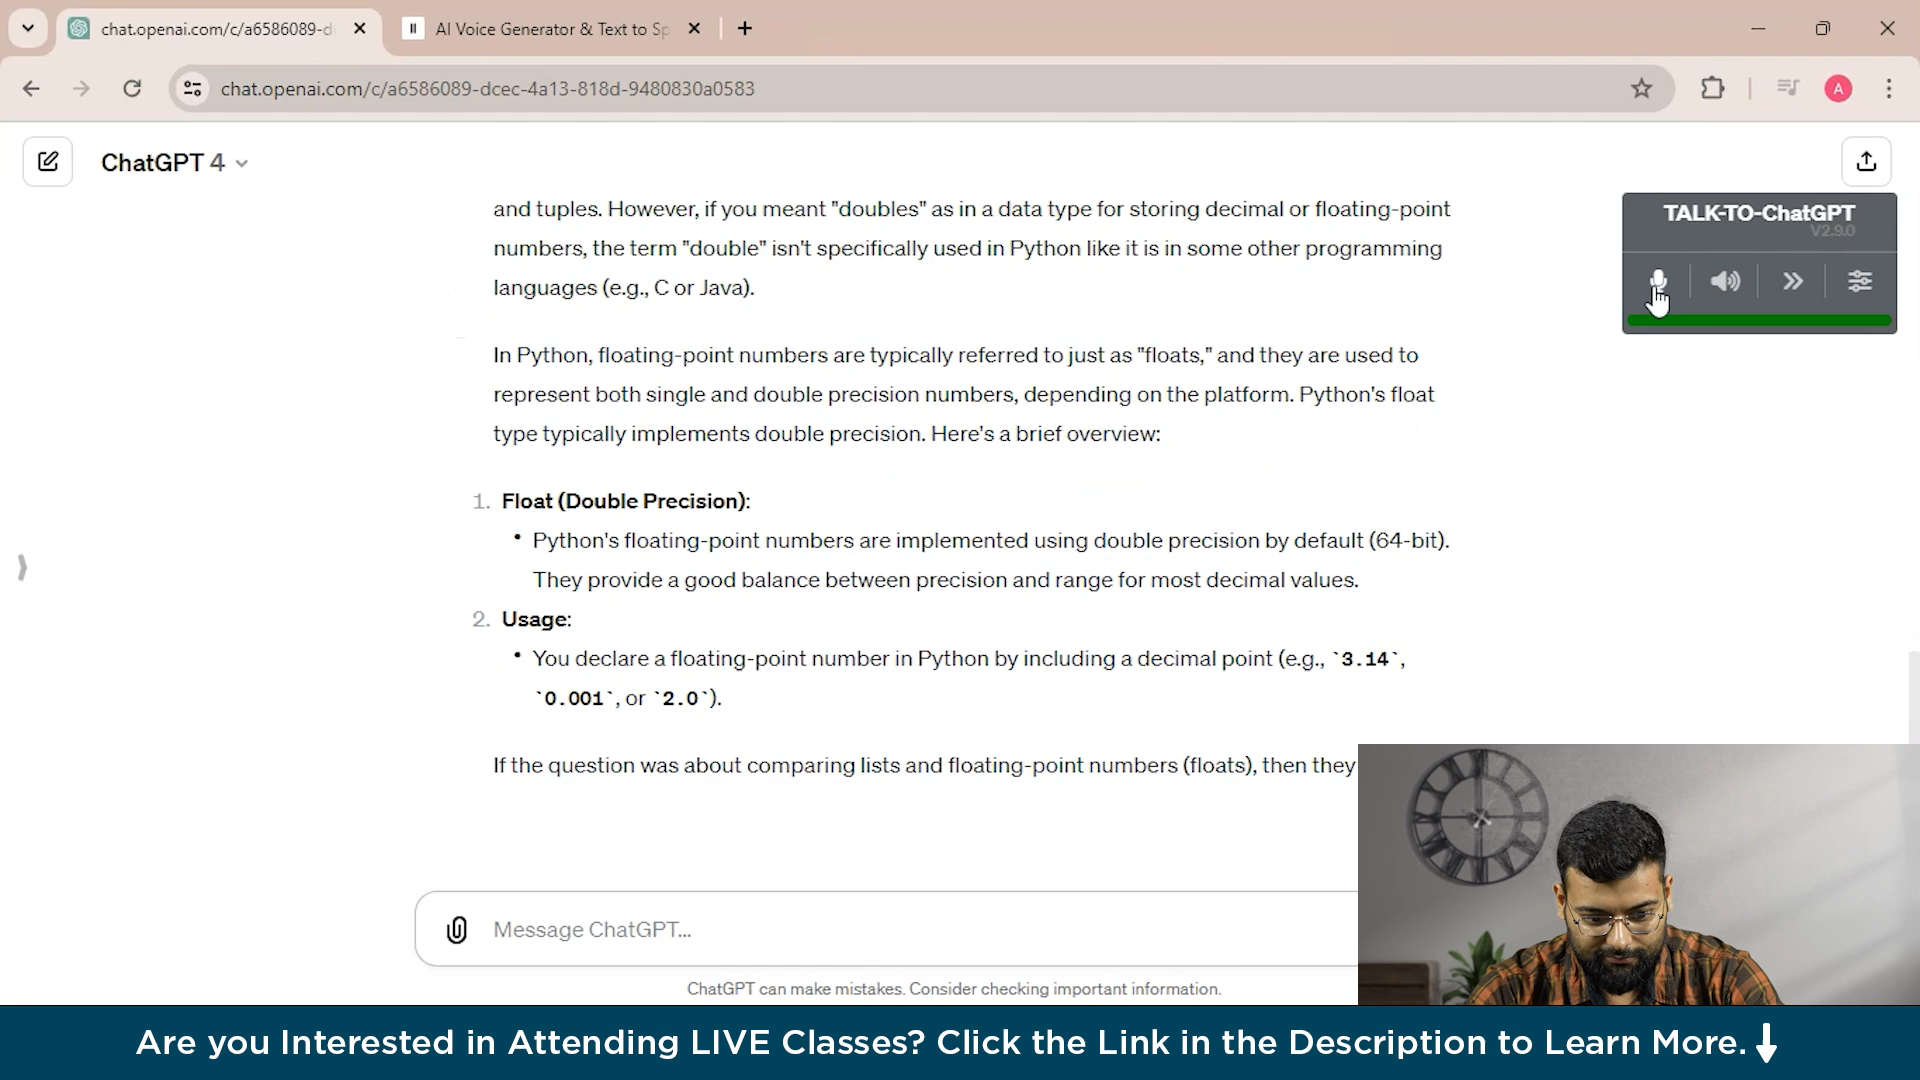 chat.openai.com/c/a6586089-d
AI Voice Generator & Text to Sp
chat.openai.com/c/a6586089-dcec-4a13-818d-9480830a0583
A
ChatGPT 4
TALK-TO-ChatGPT
V2.9.0
and tuples. However, if you meant "doubles" as in a data type for storing decimal or floating-point
numbers, the term "double" isn't specifically used in Python like it is in some other programming
languages (e.g., C or Java).
In Python, floating-point numbers are typically referred to just as "floats," and they are used to
represent both single and double precision numbers, depending on the platform. Python's float
type typically implements double precision. Here's a brief overview:
1. Float (Double Precision):
• Python's floating-point numbers are implemented using double precision by default (64-bit).
They provide a good balance between precision and range for most decimal values.
2. Usage:
• You declare a floating-point number in Python by including a decimal point (e.g., `3.14`,
`0.001`, or `2.0`).
If the question was about comparing lists and floating-point numbers (floats), then they
Message ChatGPT...
ChatGPT can make mistakes. Consider checking important information.
Are you Interested in Attending LIVE Classes? Click the Link in the Description to Learn More.